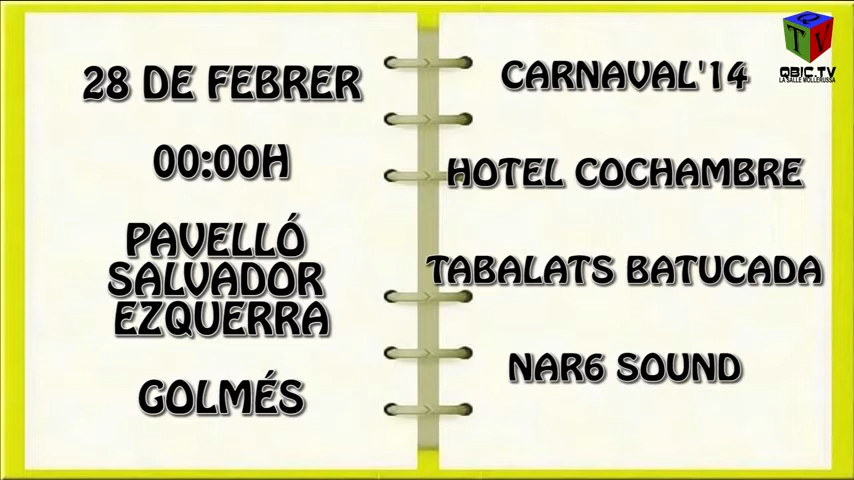 28 DE FEBRER
00:00H
PAVELLÓ
SALVADOR
EZQUERRA
GOLMÉS
CARNAVAL'14
HOTEL COCHAMBRE
TABALATS BATUCADA
NAR6 SOUND
Q
T V
QBIC.TV